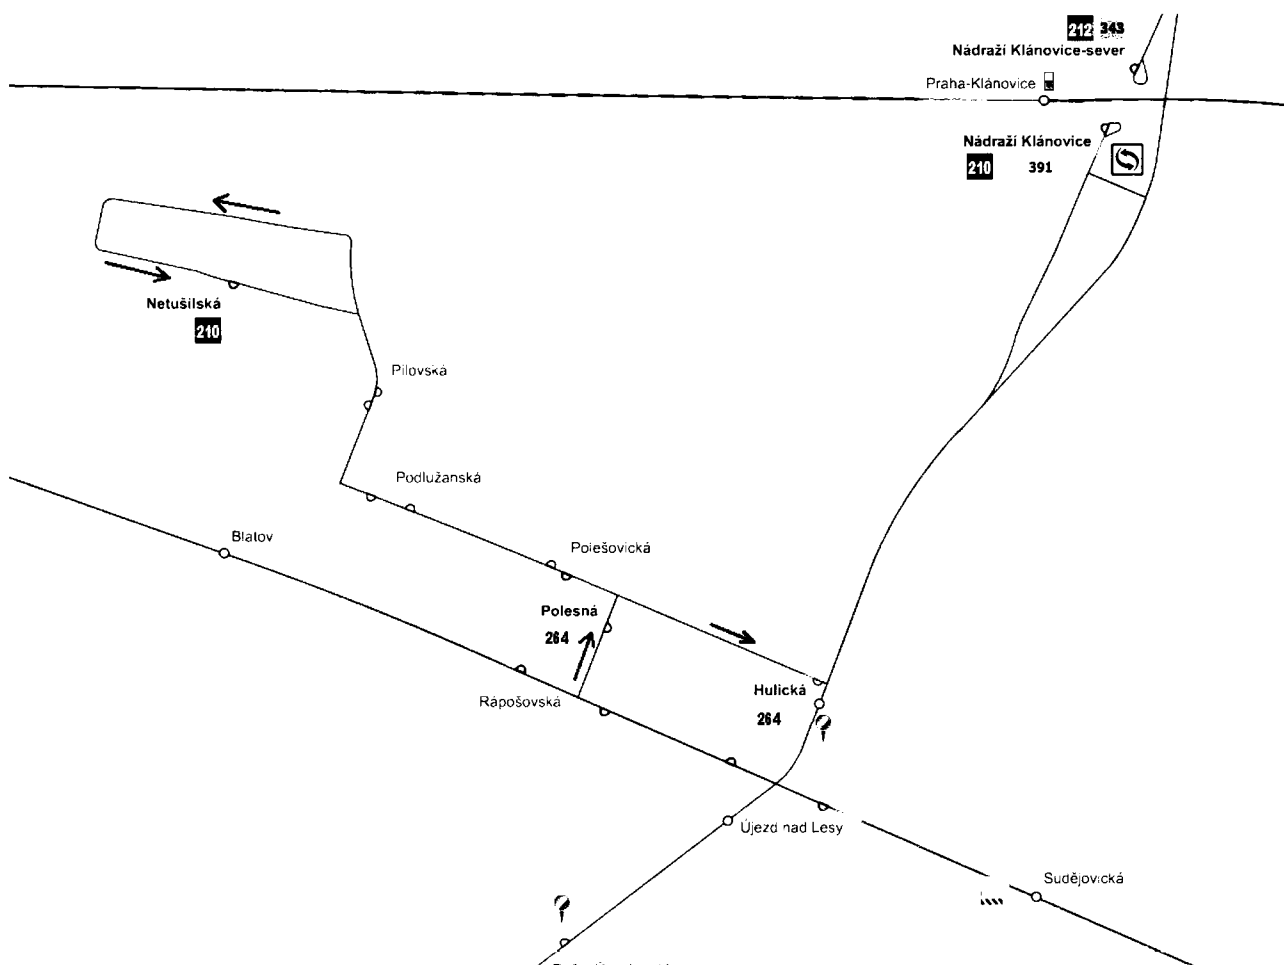 212 343
Nádraží Klánovice-sever
Praha-Klánovice
Nádraží Klánovice
210 391
Netušilská
210
Pilovská
Podlužanská
Blatov
Polešovická
Polesná
264
Rápošovská
Hulická
264
Újezd nad Lesy
Sudějovická